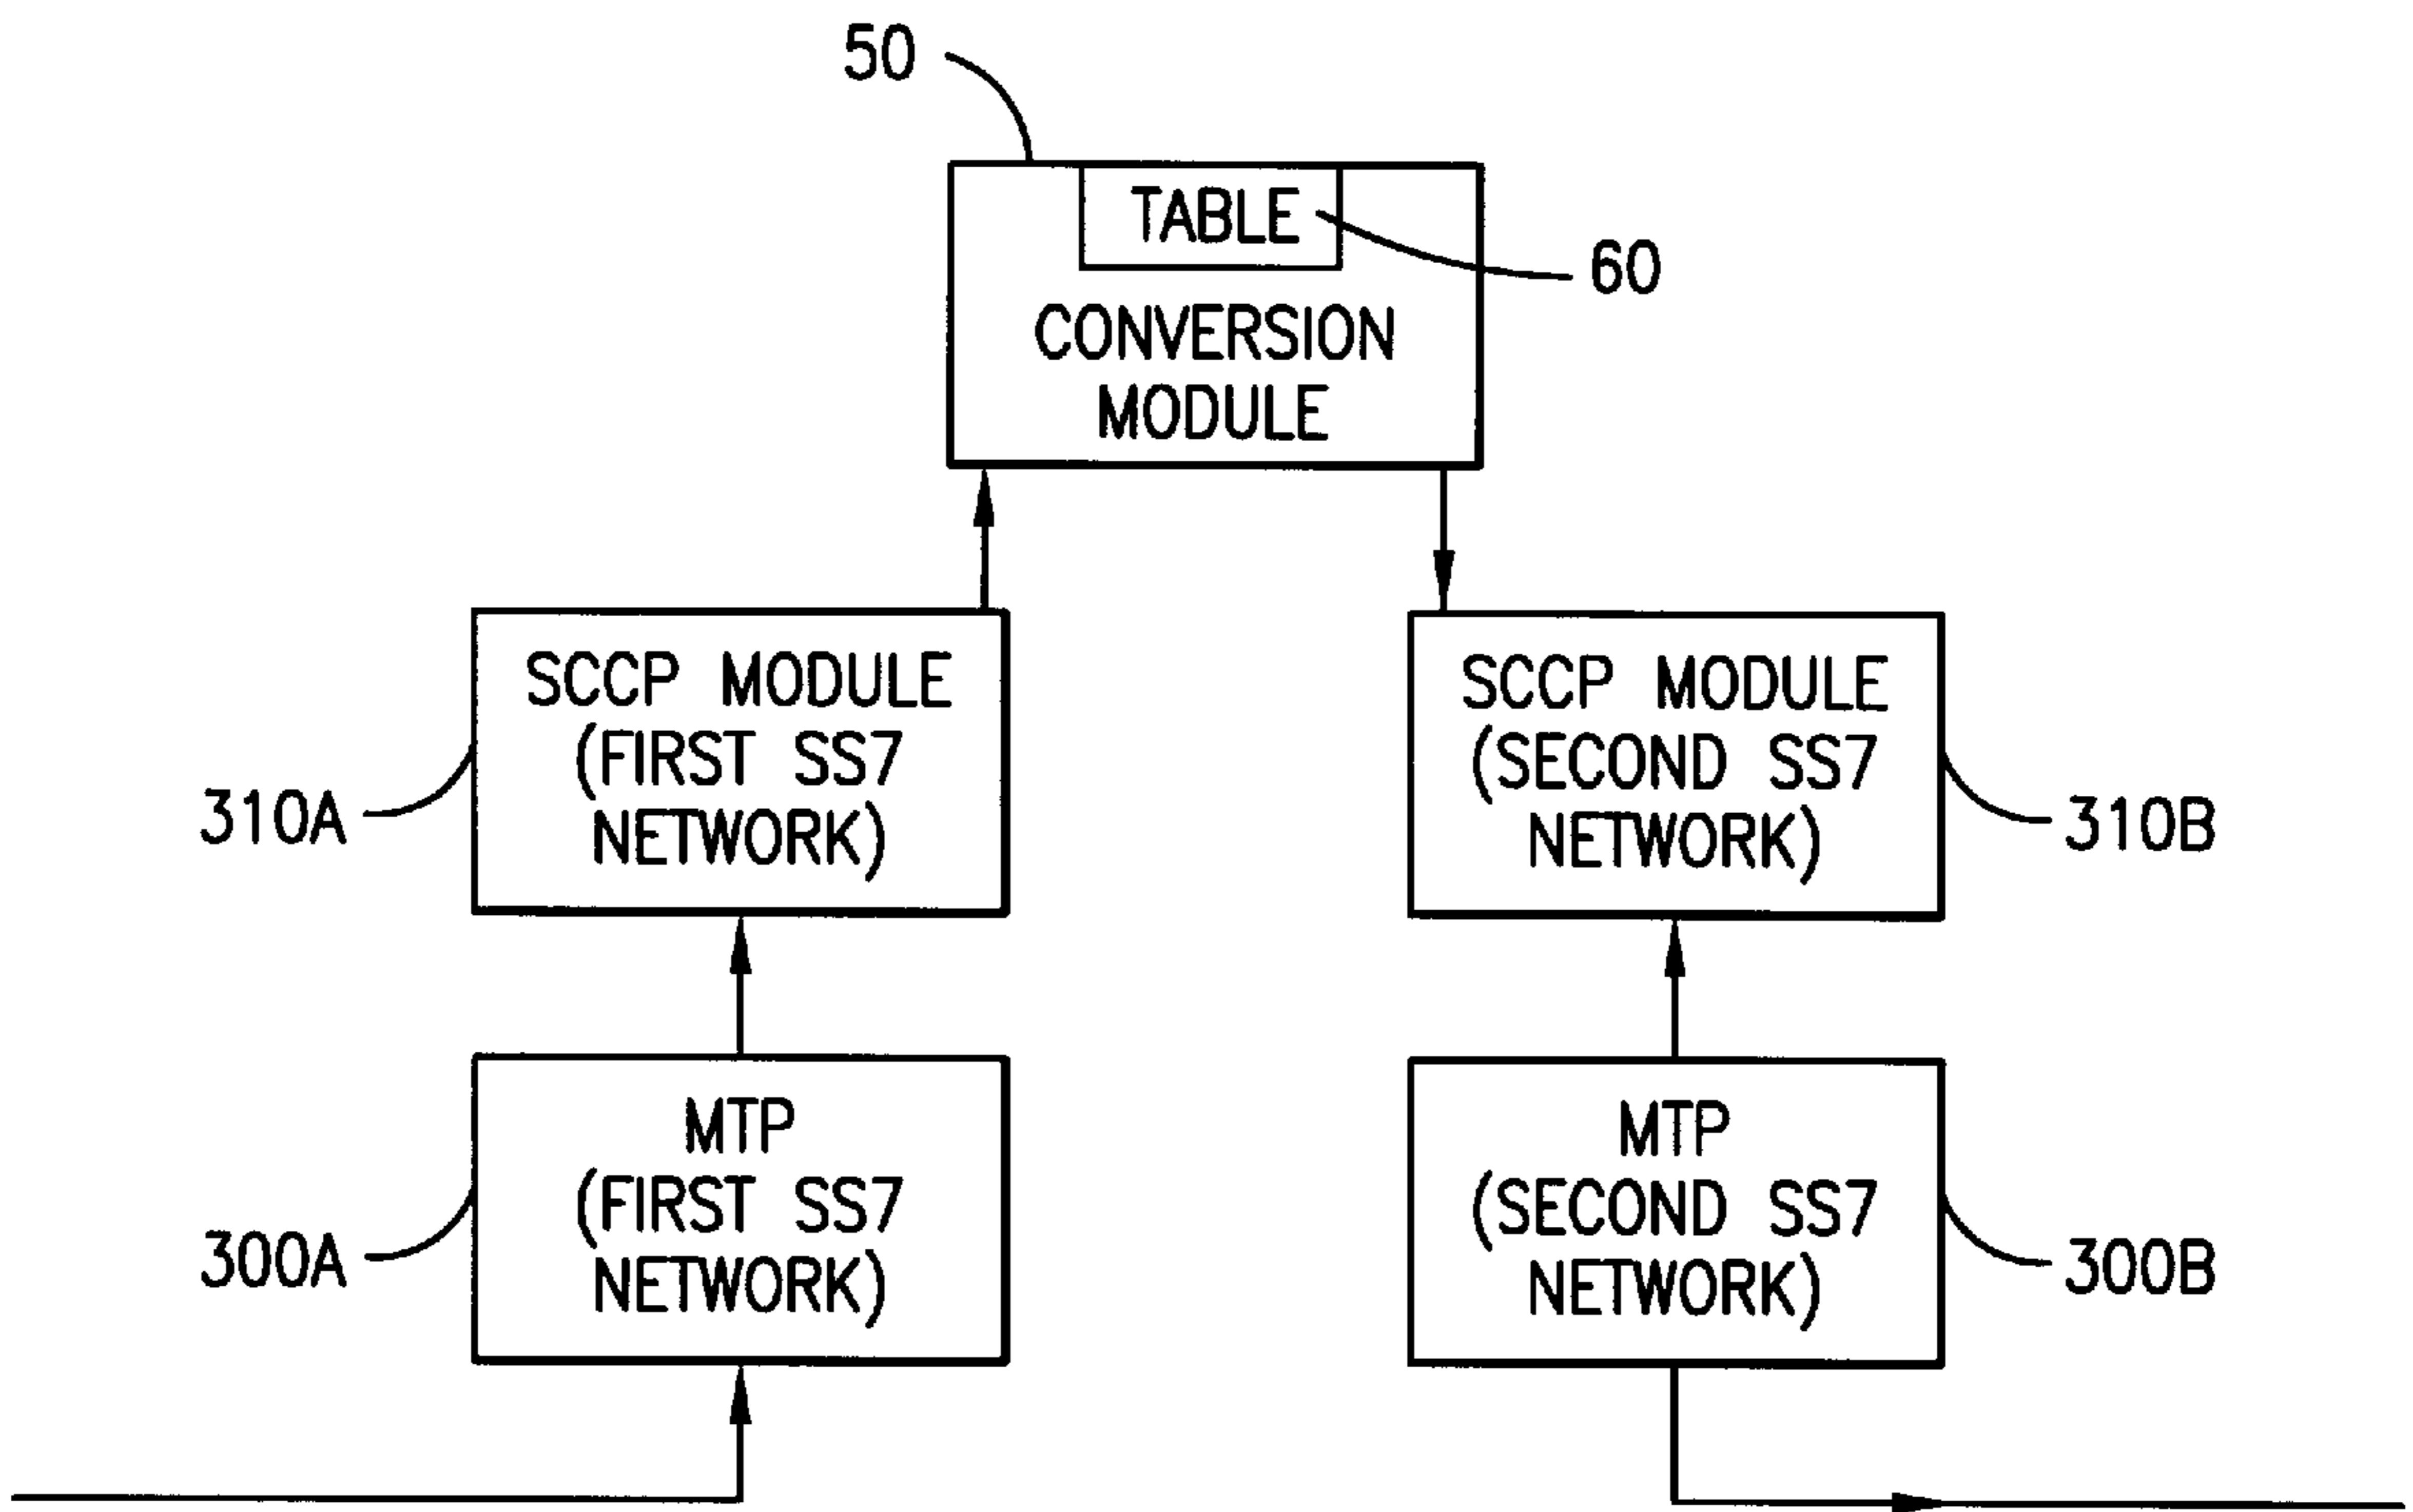 50
TABLE
60
CONVERSION
MODULE
SCCP MODULE
(FIRST SS7
NETWORK)
310A
SCCP MODULE
(SECOND SS7
NETWORK)
310B
MTP
(FIRST SS7
NETWORK)
300A
MTP
(SECOND SS7
NETWORK)
300B